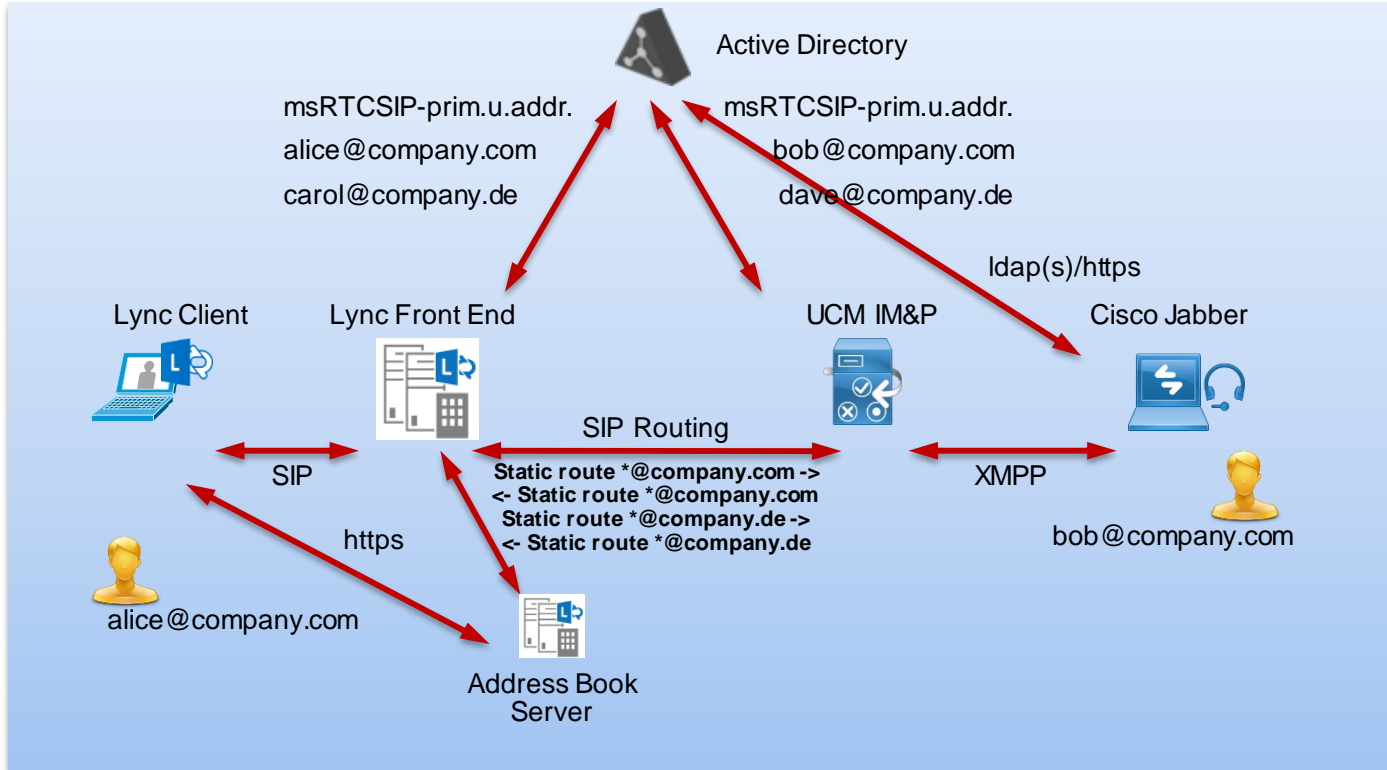 Active Directory
msRTCSIP-prim.u.addr.
alice@company.com
carol@company.de
msRTCSIP-prim.u.addr.
bob@company.com
dave@company.de
ldap(s)/https
Lync Client
Lync Front End
UCM IM&P
Cisco Jabber
SIP
SIP Routing
Static route *@company.com ->
<- Static route *@company.com
Static route *@company.de ->
<- Static route *@company.de
XMPP
https
bob@company.com
alice@company.com
Address Book
Server